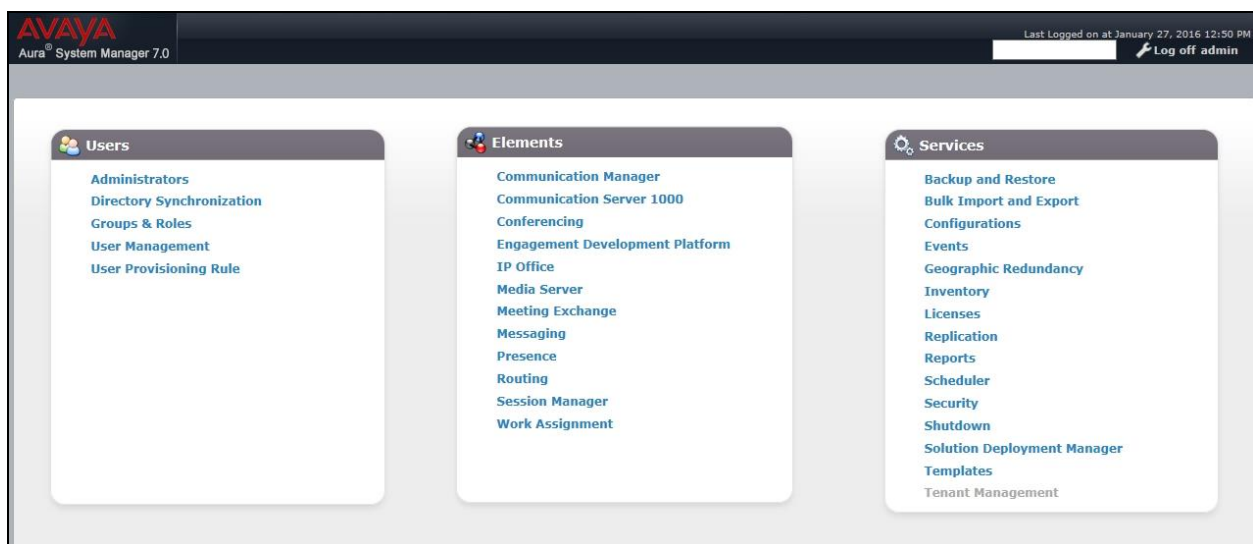 AVAYA
Aura® System Manager 7.0
Last Logged on at January 27, 2016 12:50 PM
Log off admin
Users
Administrators
Directory Synchronization
Groups & Roles
User Management
User Provisioning Rule
Elements
Communication Manager
Communication Server 1000
Conferencing
Engagement Development Platform
IP Office
Media Server
Meeting Exchange
Messaging
Presence
Routing
Session Manager
Work Assignment
Services
Backup and Restore
Bulk Import and Export
Configurations
Events
Geographic Redundancy
Inventory
Licenses
Replication
Reports
Scheduler
Security
Shutdown
Solution Deployment Manager
Templates
Tenant Management